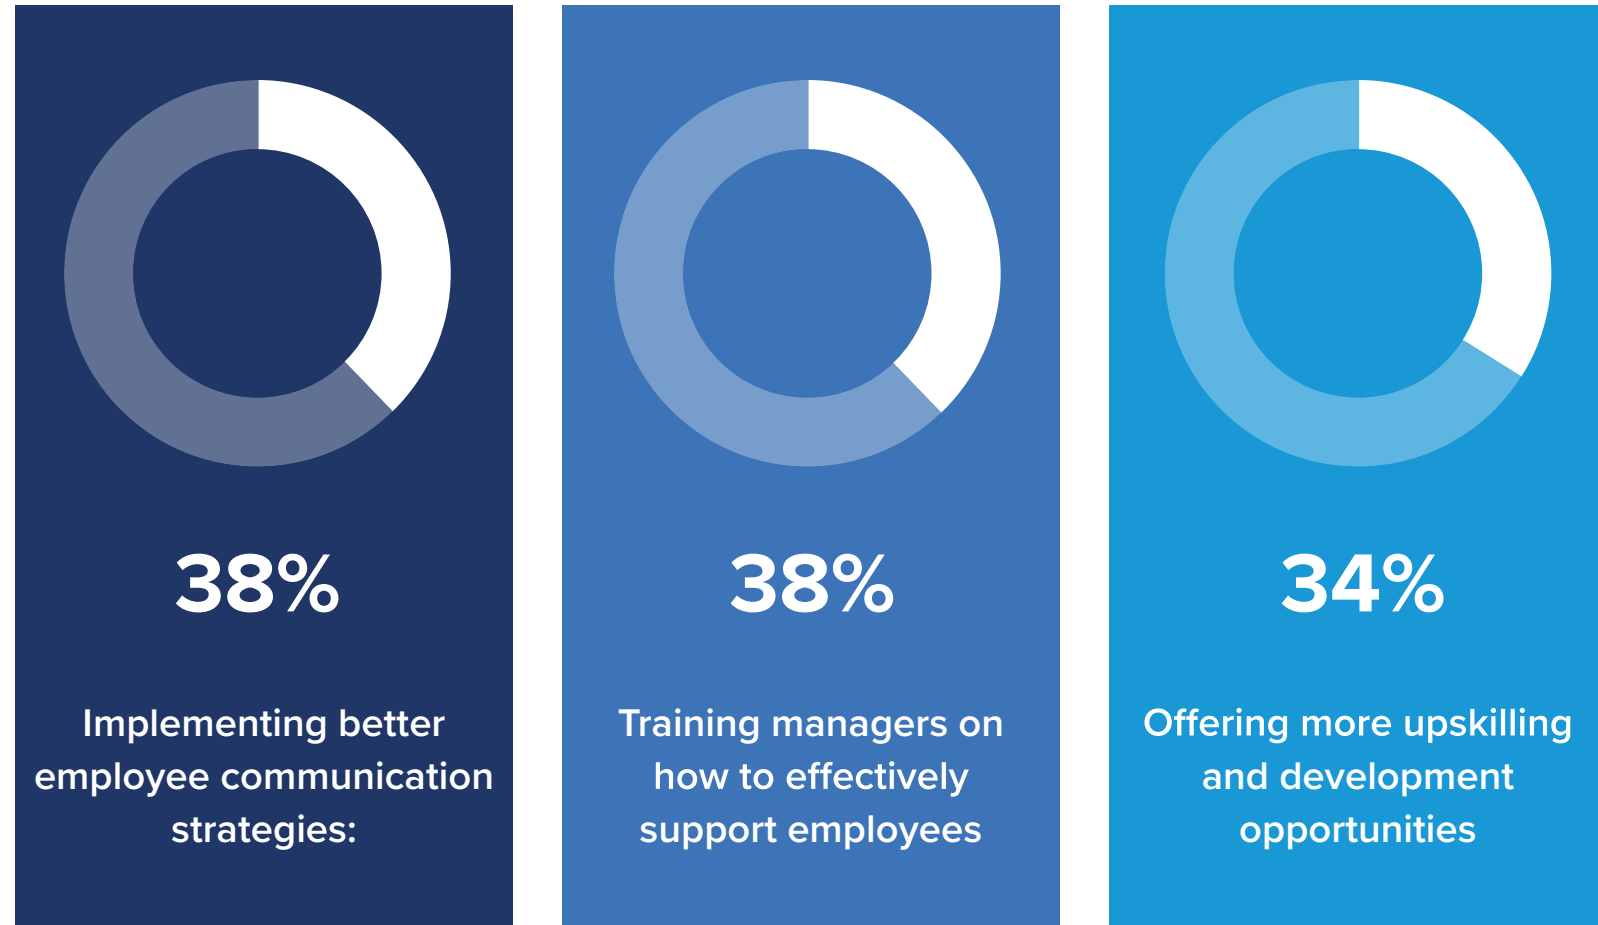 38%
Implementing better
employee communication
strategies:
38%
Training managers on
how to effectively
support employees
34%
Offering more upskilling
and development
opportunities